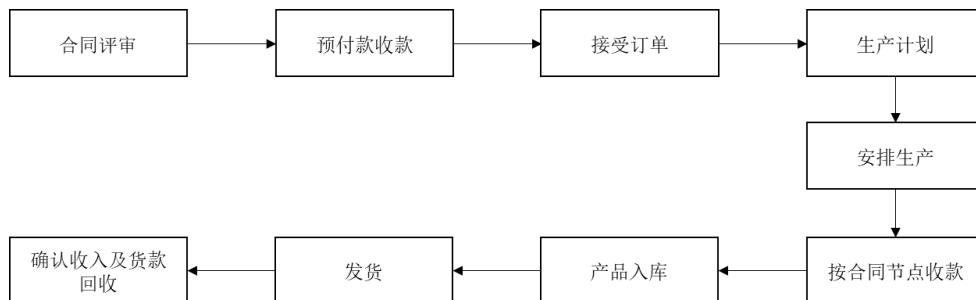 合同评审
预付款收款
接受订单
生产计划
安排生产
按合同节点收款
产品入库
发货
确认收入及货款
回收